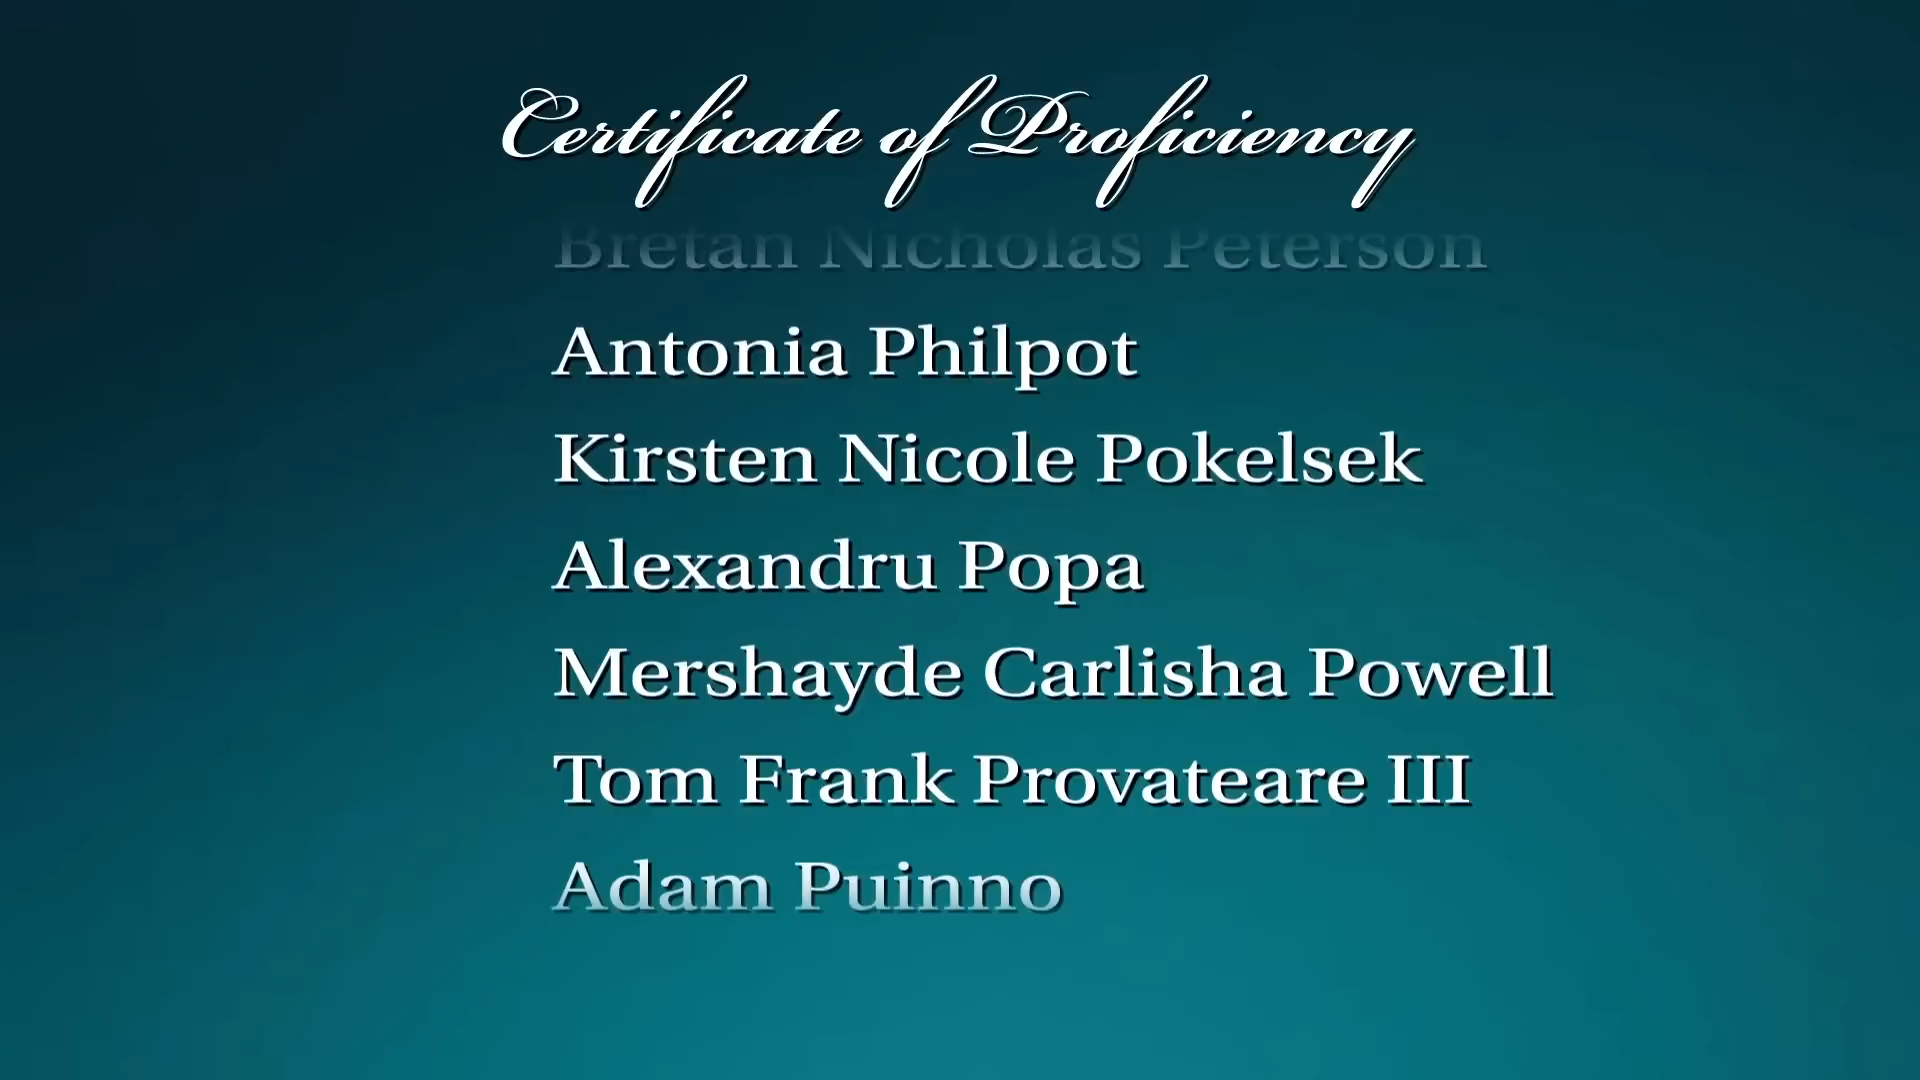 Certificate of Proficiency
Bretan Nicholas Peterson
Antonia Philpot
Kirsten Nicole Pokelsek
Alexandru Popa
Mershayde Carlisha Powell
Tom Frank Provateare III
Adam Puinno